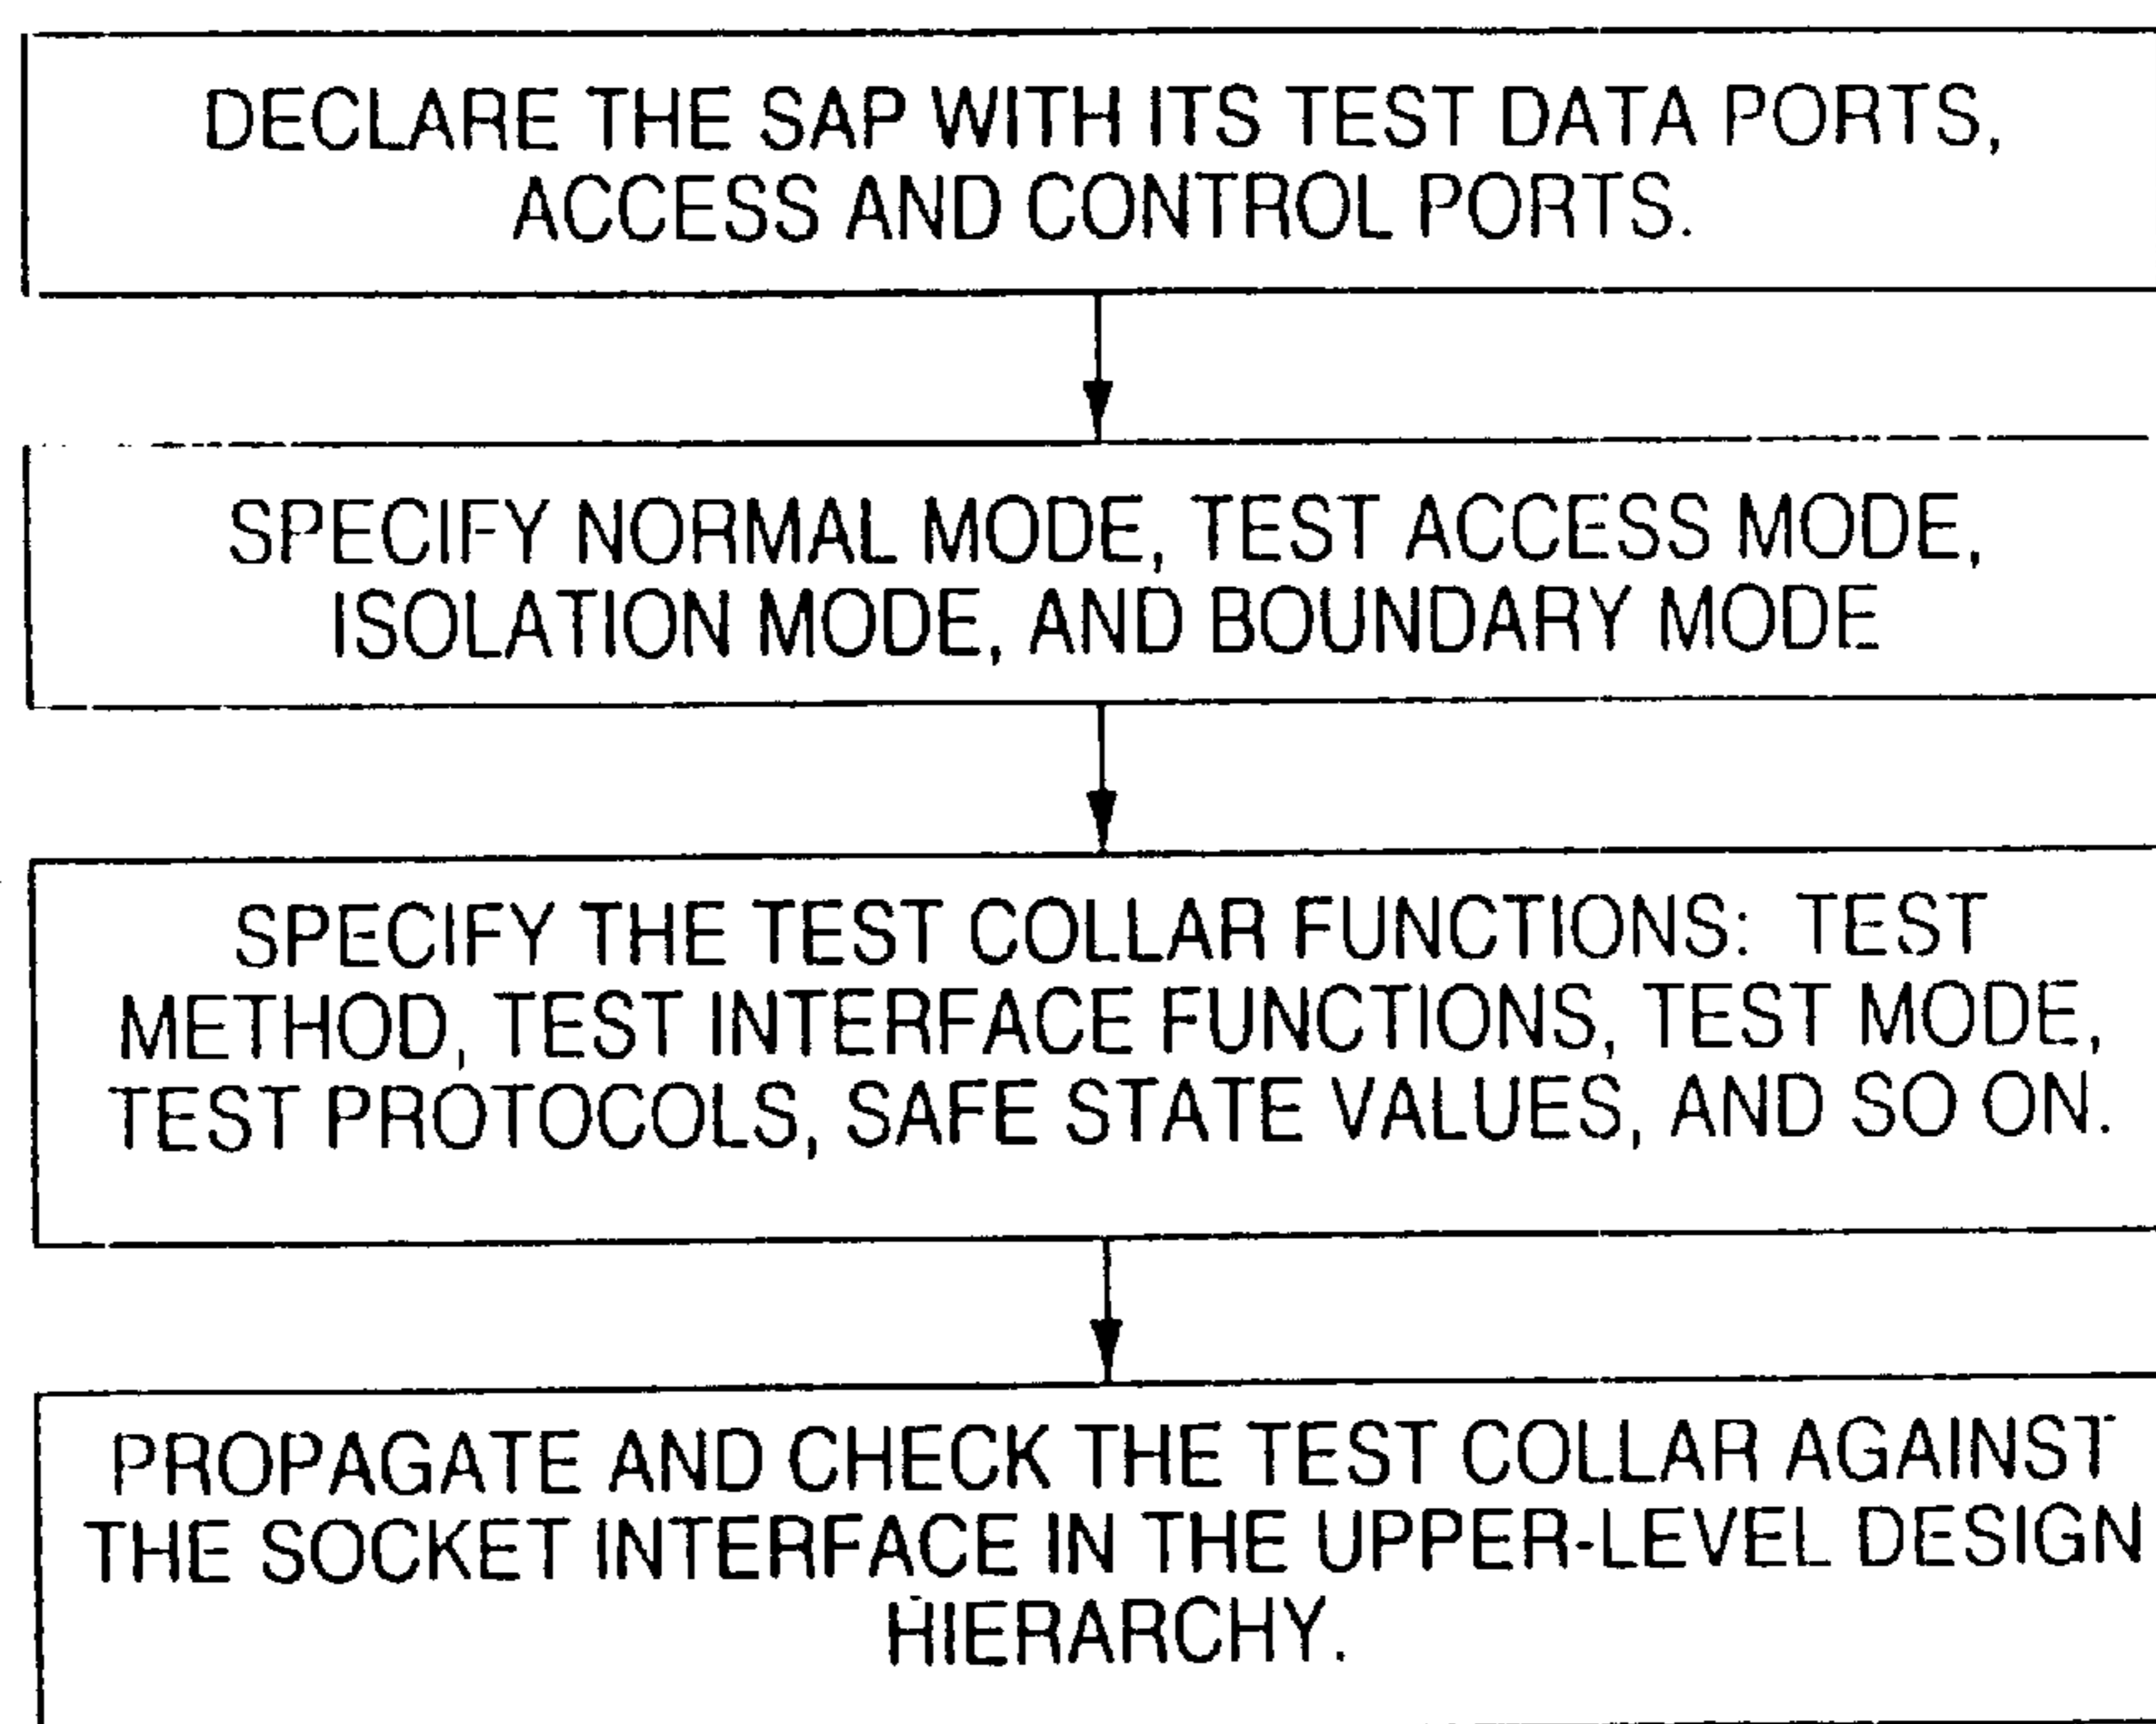 DECLARE THE SAP WITH ITS TEST DATA PORTS,
ACCESS AND CONTROL PORTS.
SPECIFY NORMAL MODE, TEST ACCESS MODE,
ISOLATION MODE, AND BOUNDARY MODE
SPECIFY THE TEST COLLAR FUNCTIONS: TEST
METHOD, TEST INTERFACE FUNCTIONS, TEST MODE,
TEST PROTOCOLS, SAFE STATE VALUES, AND SO ON.
PROPAGATE AND CHECK THE TEST COLLAR AGAINST
THE SOCKET INTERFACE IN THE UPPER-LEVEL DESIGN
HIERARCHY.